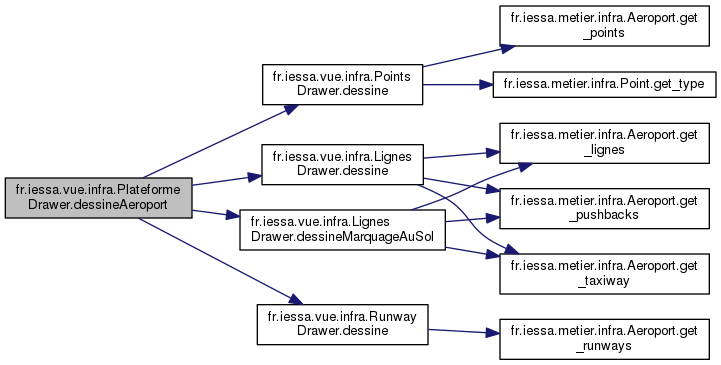 fr.iessa.vue.infra.Plateforme
Drawer.dessineAeroport
fr.iessa.vue.infra.Points
Drawer.dessine
fr.iessa.vue.infra.Lignes
Drawer.dessine
fr.iessa.vue.infra.Lignes
Drawer.dessineMarquageAuSol
fr.iessa.vue.infra.Runway
Drawer.dessine
fr.iessa.metier.infra.Aeroport.get
_points
fr.iessa.metier.infra.Point.get_type
fr.iessa.metier.infra.Aeroport.get
_lignes
fr.iessa.metier.infra.Aeroport.get
_pushbacks
fr.iessa.metier.infra.Aeroport.get
_taxiway
fr.iessa.metier.infra.Aeroport.get
_runways